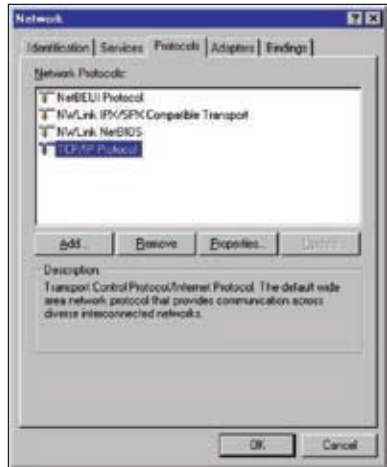 Network
Identification Services Protocols Adapters Bindings
Network Protocols:
NetBEUI Protocol
NWLink IPX/SPX Compatible Transport
NWLink NetBIOS
TCP/IP Protocol
Add... Remove Properties... Update...
Description:
Transport Control Protocol/Internet Protocol. The default wide
area network protocol that provides communication across
diverse interconnected networks.
OK Cancel